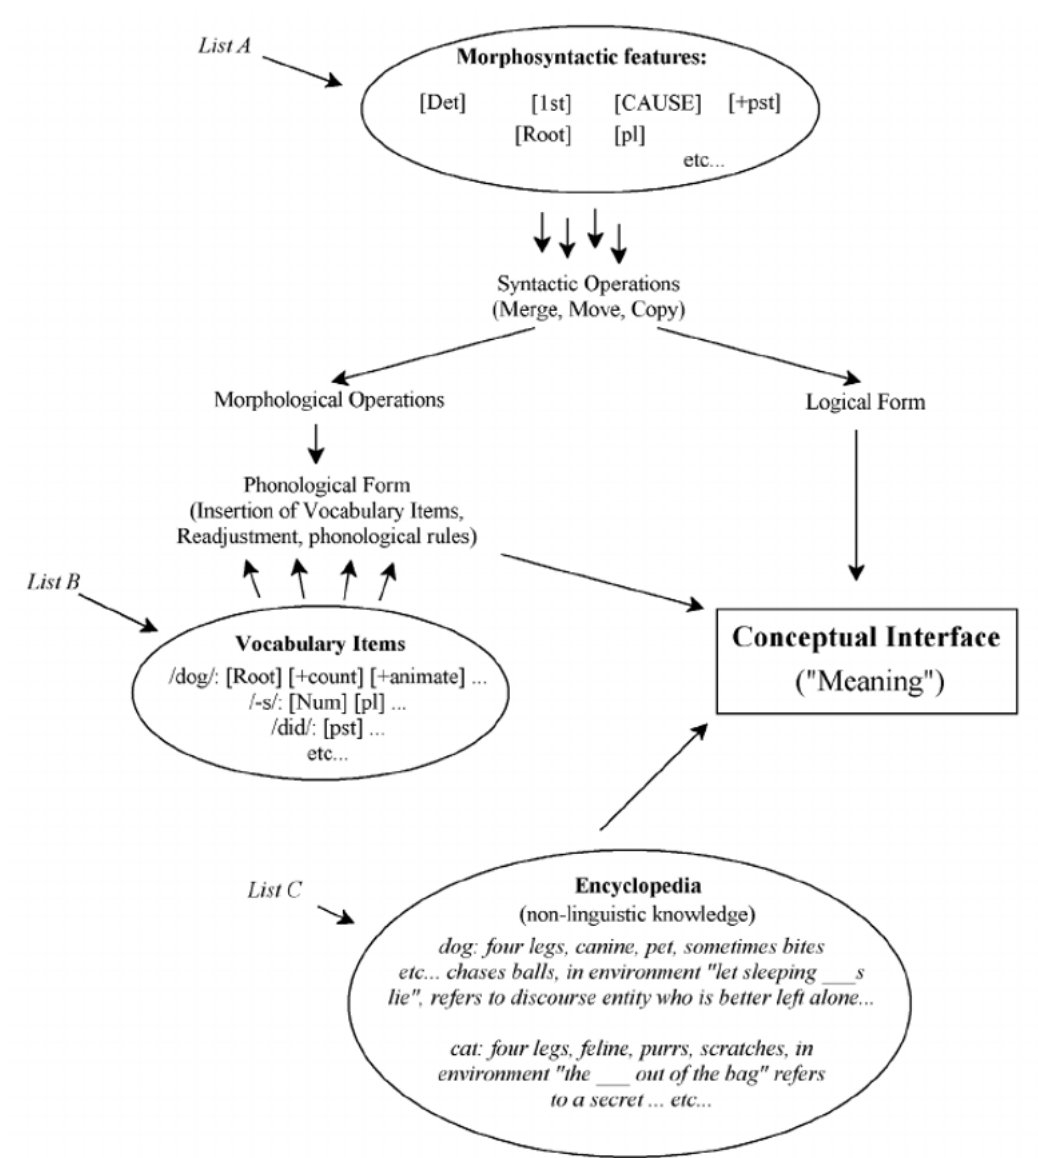 List A
Morphosyntactic features:
[Det] [1st] [CAUSE] [+pst]
[Root] [pl]
etc...
Syntactic Operations
(Merge, Move, Copy)
Morphological Operations
Logical Form
Phonological Form
(Insertion of Vocabulary Items,
Readjustment, phonological rules)
List B
Vocabulary Items
/dog/: [Root] [+count] [+animate] ...
/-s/: [Num] [pl] ...
/did/: [pst] ...
etc...
Conceptual Interface
("Meaning")
List C
Encyclopedia
(non-linguistic knowledge)
dog: four legs, canine, pet, sometimes bites
etc... chases balls, in environment "let sleeping ___s
lie", refers to discourse entity who is better left alone...
cat: four legs, feline, purrs, scratches, in
environment "the ___ out of the bag" refers
to a secret ... etc...